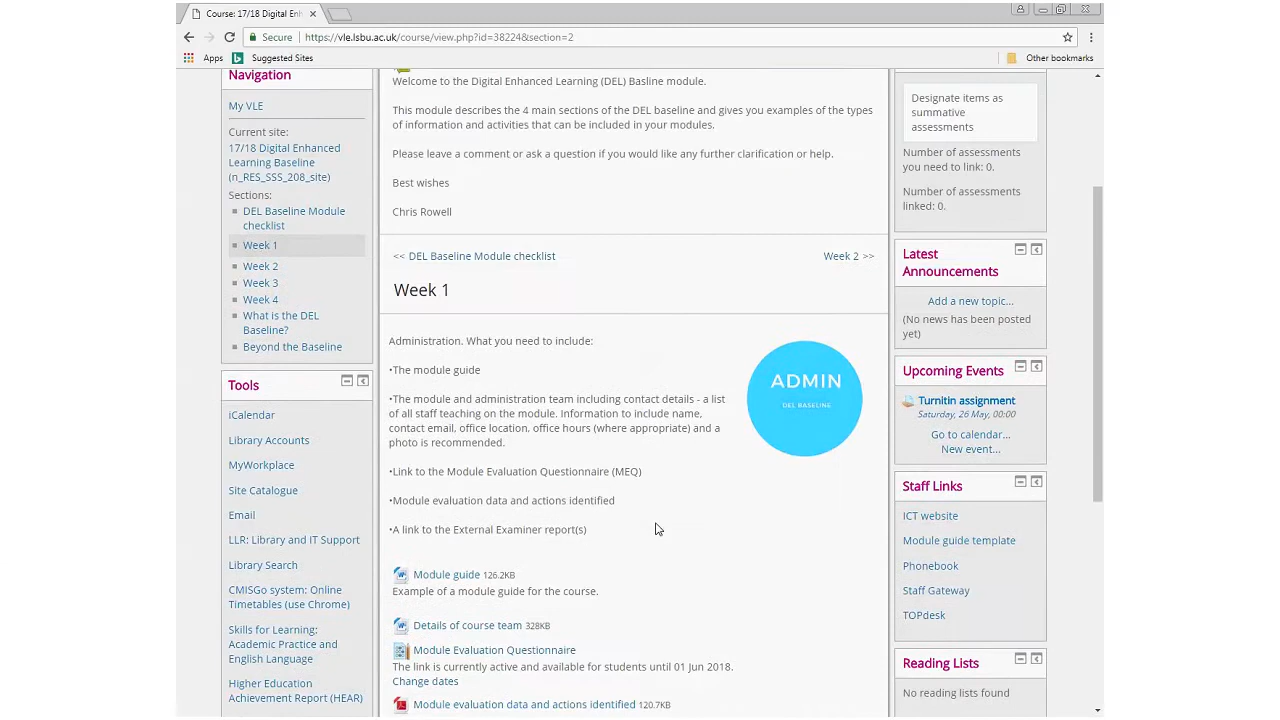 Course: 17/18 Digital Enh
Secure
https://vle.lsbu.ac.uk/course/view.php?id=38224&section=2
Apps
Suggested Sites
Other bookmarks
Navigation
My VLE
Current site:
17/18 Digital Enhanced
Learning Baseline
(n_RES_SSS_208_site)
Sections:
DEL Baseline Module
checklist
Week 1
Week 2
Week 3
Week 4
What is the DEL
Baseline?
Beyond the Baseline
Tools
iCalendar
Library Accounts
MyWorkplace
Site Catalogue
Email
LLR: Library and IT Support
Library Search
CMISGo system: Online
Timetables (use Chrome)
Skills for Learning:
Academic Practice and
English Language
Higher Education
Achievement Report (HEAR)
Welcome to the Digital Enhanced Learning (DEL) Basline module.
This module describes the 4 main sections of the DEL baseline and gives you examples of the types
of information and activities that can be included in your modules.
Please leave a comment or ask a question if you would like any further clarification or help.
Best wishes
Chris Rowell
<< DEL Baseline Module checklist
Week 2 >>
Week 1
Administration. What you need to include:
•The module guide
•The module and administration team including contact details - a list
of all staff teaching on the module. Information to include name,
contact email, office location, office hours (where appropriate) and a
photo is recommended.
•Link to the Module Evaluation Questionnaire (MEQ)
•Module evaluation data and actions identified
•A link to the External Examiner report(s)
ADMIN
DEL BASELINE
Module guide 126.2KB
Example of a module guide for the course.
Details of course team 328KB
Module Evaluation Questionnaire
The link is currently active and available for students until 01 Jun 2018.
Change dates
Module evaluation data and actions identified 120.7KB
Designate items as
summative
assessments
Number of assessments
you need to link: 0.
Number of assessments
linked: 0.
Latest
Announcements
Add a new topic...
(No news has been posted
yet)
Upcoming Events
Turnitin assignment
Saturday, 26 May, 00:00
Go to calendar...
New event...
Staff Links
ICT website
Module guide template
Phonebook
Staff Gateway
TOPdesk
Reading Lists
No reading lists found